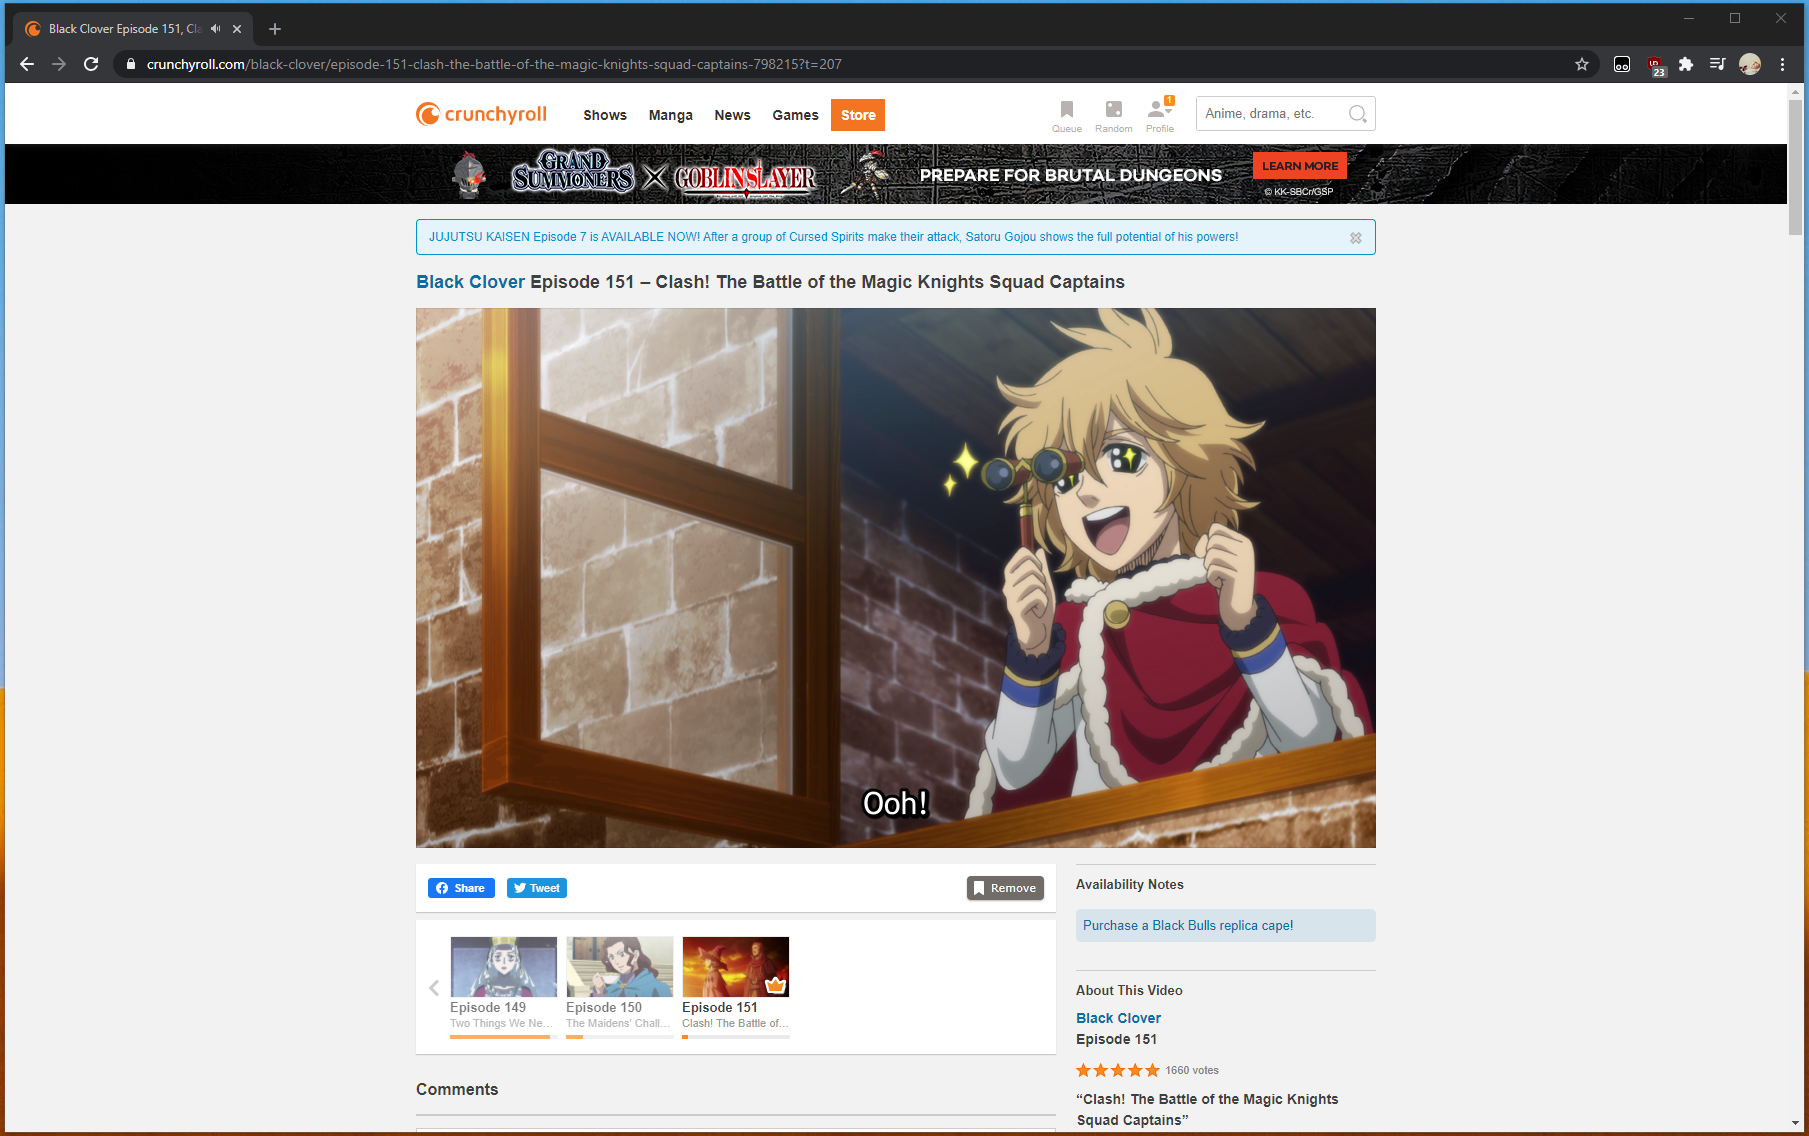 Black Clover Episode 151, Cla
crunchyroll.com/black-clover/episode-151-clash-the-battle-of-the-magic-knights-squad-captains-798215?t=207
23
crunchyroll
Shows
Manga
News
Games
Store
Queue
Random
1
Profile
Anime, drama, etc.
GRAND SUMMONERS X GOBLIN SLAYER
PREPARE FOR BRUTAL DUNGEONS
LEARN MORE
© KK-SBCr/GSP
JUJUTSU KAISEN Episode 7 is AVAILABLE NOW! After a group of Cursed Spirits make their attack, Satoru Gojou shows the full potential of his powers!
Black Clover Episode 151 – Clash! The Battle of the Magic Knights Squad Captains
Ooh!
Share
Tweet
Remove
Episode 149
Two Things We Ne...
Episode 150
The Maidens' Chall...
Episode 151
Clash! The Battle of...
Comments
Availability Notes
Purchase a Black Bulls replica cape!
About This Video
Black Clover
Episode 151
1660 votes
“Clash! The Battle of the Magic Knights
Squad Captains”